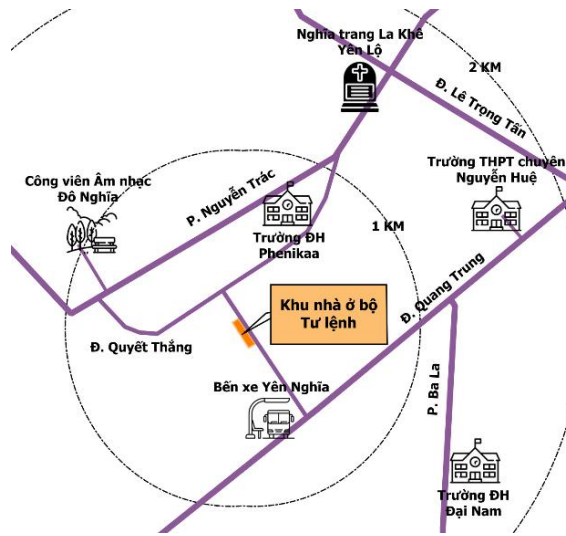 Nghĩa trang La Khê
Yên Lộ
2 KM
Đ. Lê Trọng Tấn
Trường THPT chuyên
Nguyễn Huệ
Công viên Âm nhạc
Đô Nghĩa
P. Nguyễn Trác
1 KM
Trường ĐH
Phenikaa
Khu nhà ở bộ
Tư lệnh
Đ. Quang Trung
Đ. Quyết Thắng
Bến xe Yên Nghĩa
P. Ba La
Trường ĐH
Đại Nam